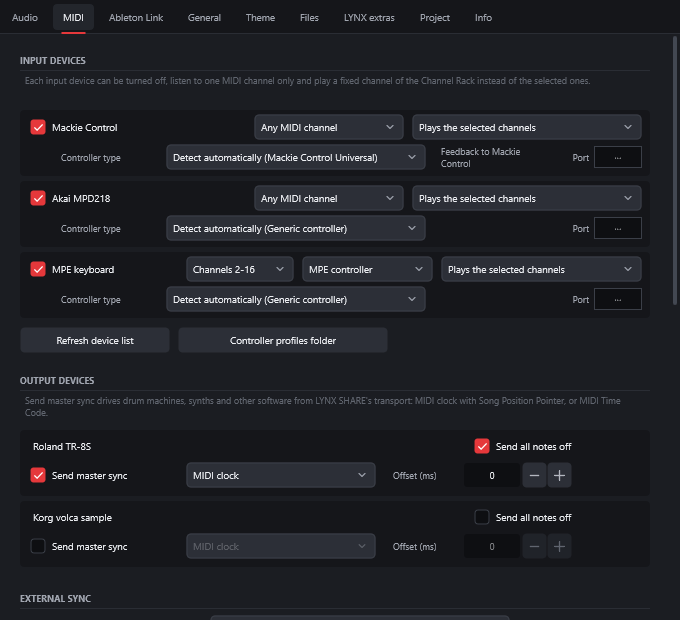 Audio MIDI Ableton Link General Theme Files LYNX extras Project Info
INPUT DEVICES
Each input device can be turned off, listen to one MIDI channel only and play a fixed channel of the Channel Rack instead of the selected ones.
Mackie Control Any MIDI channel Plays the selected channels
Controller type Detect automatically (Mackie Control Universal) Feedback to Mackie Control Port ...
Akai MPD218 Any MIDI channel Plays the selected channels
Controller type Detect automatically (Generic controller) Port ...
MPE keyboard Channels 2-16 MPE controller Plays the selected channels
Controller type Detect automatically (Generic controller) Port ...
Refresh device list Controller profiles folder
OUTPUT DEVICES
Send master sync drives drum machines, synths and other software from LYNX SHARE's transport: MIDI clock with Song Position Pointer, or MIDI Time
Code.
Roland TR-8S Send all notes off
Send master sync MIDI clock Offset (ms) 0 − +
Korg volca sample Send all notes off
Send master sync MIDI clock Offset (ms) 0 − +
EXTERNAL SYNC